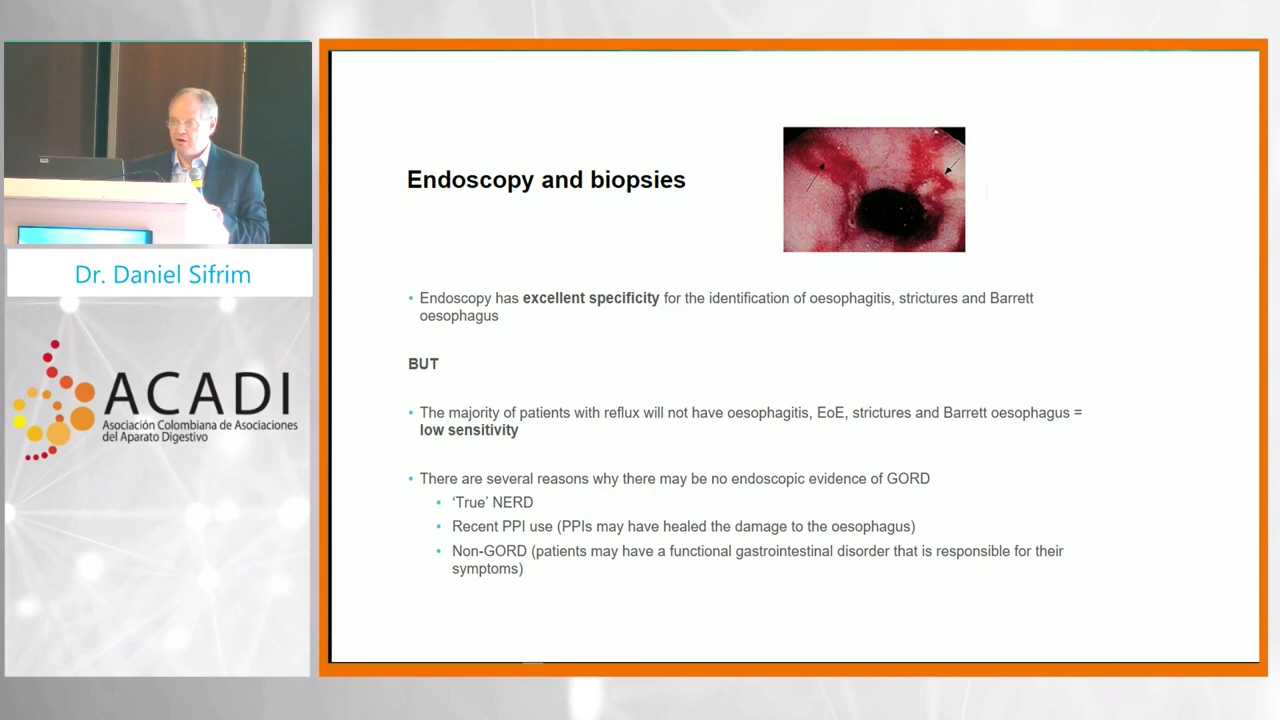 Dr. Daniel Sifrim
ACADI
Asociación Colombiana de Asociaciones
del Aparato Digestivo
Endoscopy and biopsies
• Endoscopy has excellent specificity for the identification of oesophagitis, strictures and Barrett
oesophagus
BUT
• The majority of patients with reflux will not have oesophagitis, EoE, strictures and Barrett oesophagus =
low sensitivity
• There are several reasons why there may be no endoscopic evidence of GORD
• ‘True’ NERD
• Recent PPI use (PPIs may have healed the damage to the oesophagus)
• Non-GORD (patients may have a functional gastrointestinal disorder that is responsible for their
symptoms)